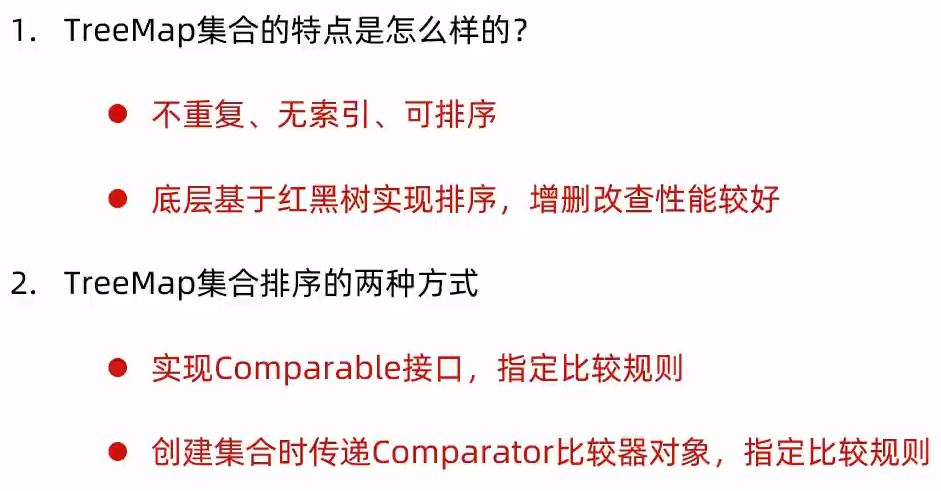 1. TreeMap集合的特点是怎么样的？
● 不重复、无索引、可排序
● 底层基于红黑树实现排序，增删改查性能较好
2. TreeMap集合排序的两种方式
● 实现Comparable接口，指定比较规则
● 创建集合时传递Comparator比较器对象，指定比较规则